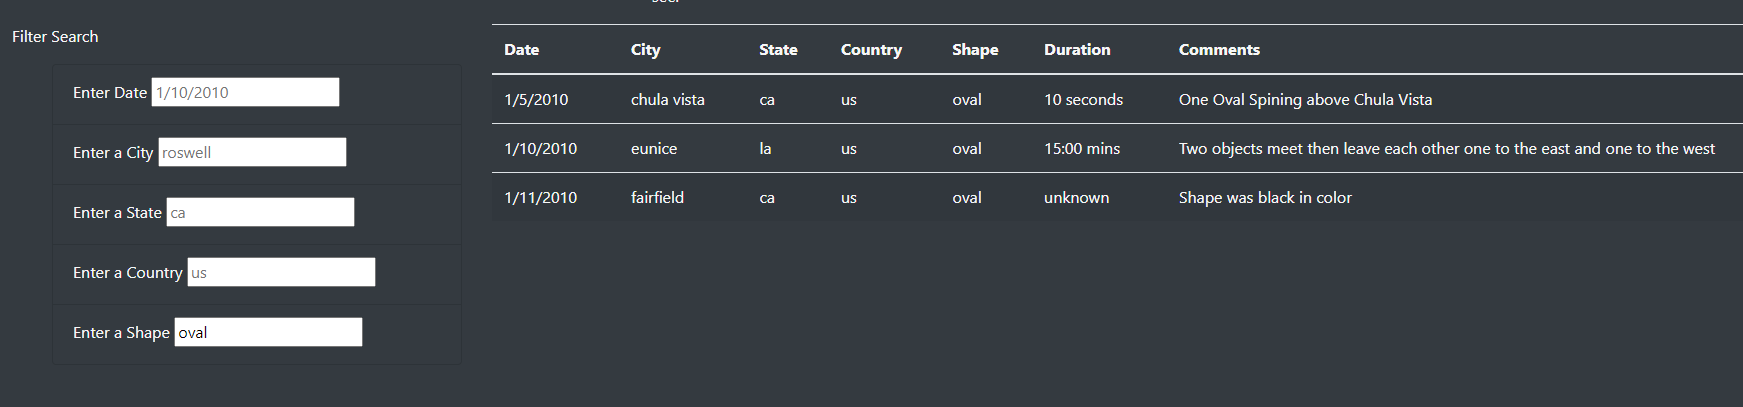 sec.
Filter Search
Enter Date 1/10/2010
Enter a City roswell
Enter a State ca
Enter a Country us
Enter a Shape oval
Date City State Country Shape Duration Comments
1/5/2010 chula vista ca us oval 10 seconds One Oval Spining above Chula Vista
1/10/2010 eunice la us oval 15:00 mins Two objects meet then leave each other one to the east and one to the west
1/11/2010 fairfield ca us oval unknown Shape was black in color